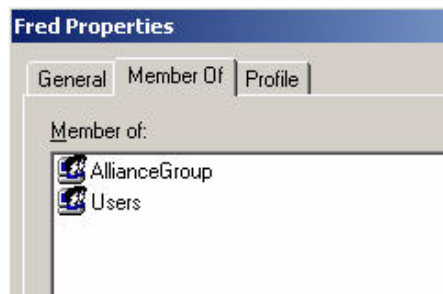 Fred Properties
General Member Of Profile
Member of:
AllianceGroup
Users